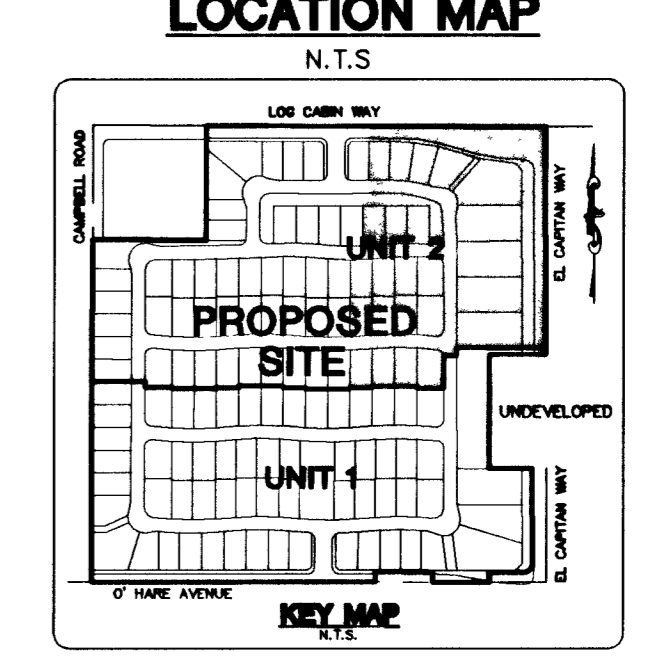 LOCATION MAP
N.T.S
LOG CABIN WAY
CAMPBELL ROAD
EL CAPITAN WAY
UNIT 2
PROPOSED
SITE
UNDEVELOPED
UNIT 1
EL CAPITAN WAY
O' HARE AVENUE
KEY MAP
N.T.S.